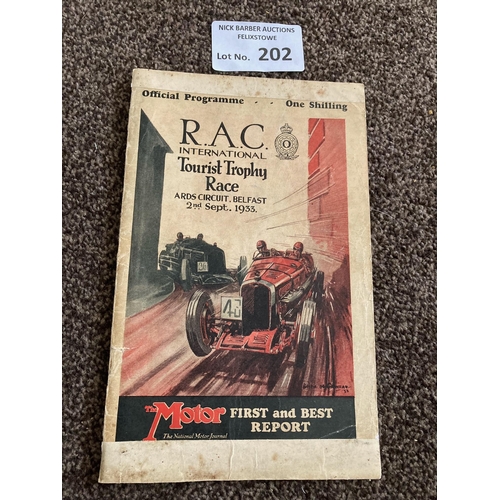 NICK BARBER AUCTIONS
FELIXSTOWE
Lot No. 202
Official Programme - - One Shilling
R.A.C.
INTERNATIONAL
Tourist Trophy
Race
ARDS CIRCUIT, BELFAST
2nd Sept. 1933.
43
The Motor FIRST and BEST
REPORT
The National Motor Journal